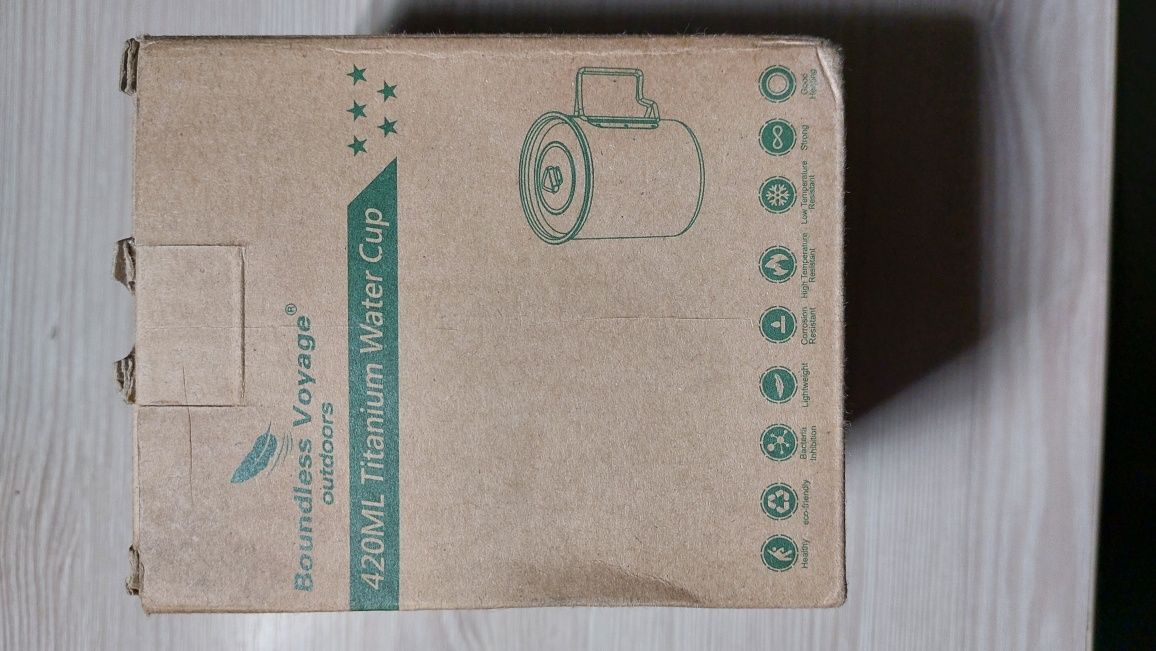 Boundless Voyage®
outdoors
420ML Titanium Water Cup
Healthy
eco-friendly
Bacteria
Inhibition
Lightweight
Corrosion
Resistant
High Temperature
Resistant
Low Temperature
Resistant
Strong
Good